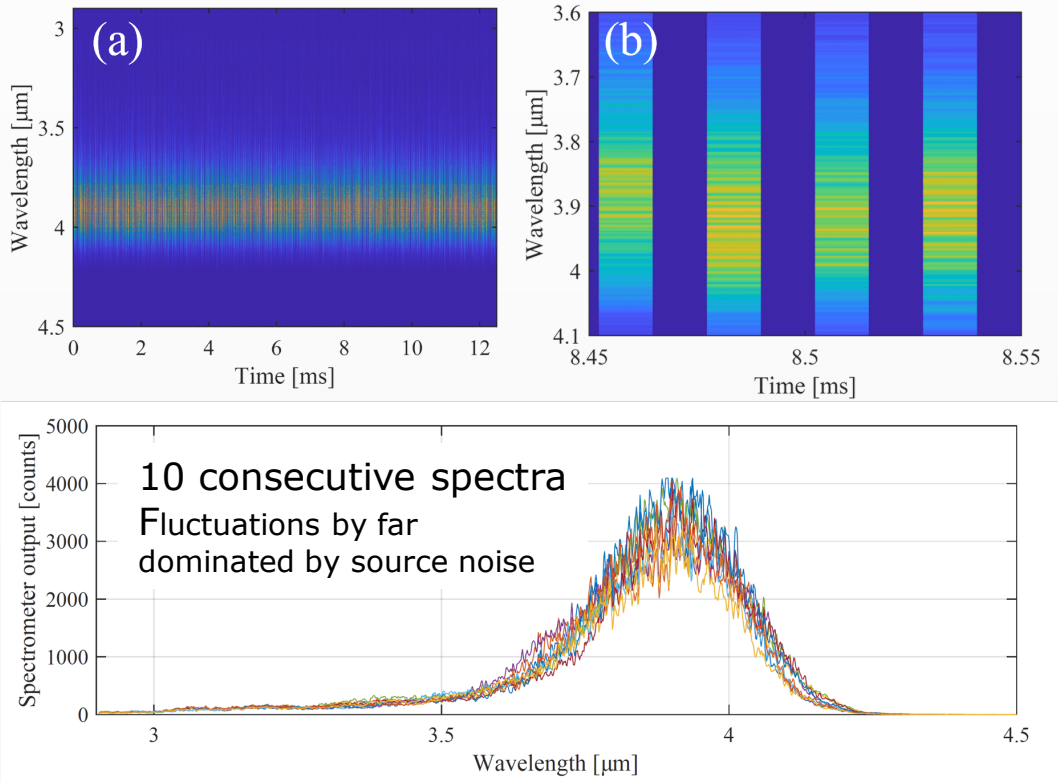 (a)
Wavelength [μm]
3
3.5
4
4.5
0 2 4 6 8 10 12
Time [ms]
(b)
Wavelength [μm]
3.6
3.7
3.8
3.9
4
4.1
8.45 8.5 8.55
Time [ms]
Spectrometer output [counts]
5000
4000
3000
2000
1000
0
10 consecutive spectra
Fluctuations by far
dominated by source noise
3 3.5 4 4.5
Wavelength [μm]